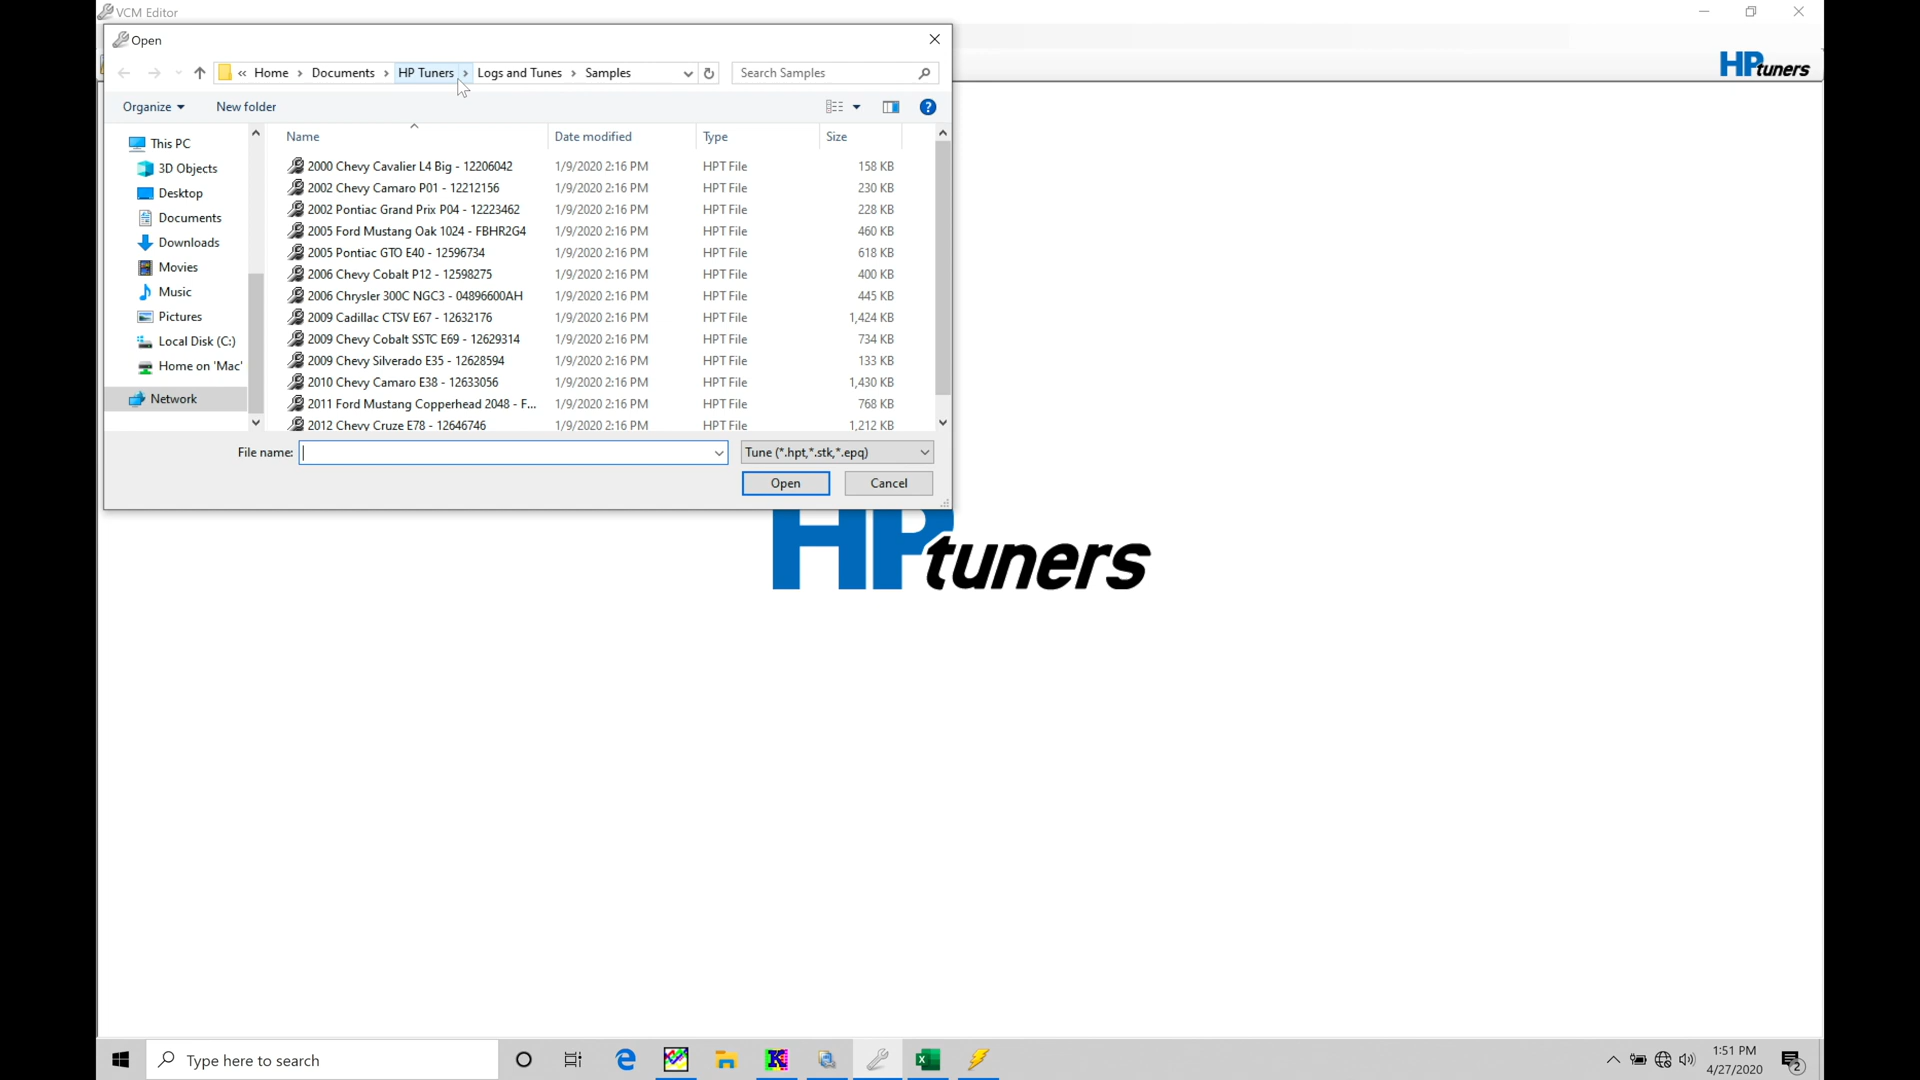 VCM Editor
Open
« Home > Documents > HP Tuners > Logs and Tunes > Samples
Search Samples
HP tuners
Organize
New folder
Name Date modified Type Size
This PC
3D Objects
Desktop
Documents
Downloads
Movies
Music
Pictures
Local Disk (C:)
Home on 'Mac'
Network
2000 Chevy Cavalier L4 Big - 12206042 1/9/2020 2:16 PM HPT File 158 KB
2002 Chevy Camaro P01 - 12212156 1/9/2020 2:16 PM HPT File 230 KB
2002 Pontiac Grand Prix P04 - 12223462 1/9/2020 2:16 PM HPT File 228 KB
2005 Ford Mustang Oak 1024 - FBHR2G4 1/9/2020 2:16 PM HPT File 460 KB
2005 Pontiac GTO E40 - 12596734 1/9/2020 2:16 PM HPT File 618 KB
2006 Chevy Cobalt P12 - 12598275 1/9/2020 2:16 PM HPT File 400 KB
2006 Chrysler 300C NGC3 - 04896600AH 1/9/2020 2:16 PM HPT File 445 KB
2009 Cadillac CTSV E67 - 12632176 1/9/2020 2:16 PM HPT File 1,424 KB
2009 Chevy Cobalt SSTC E69 - 12629314 1/9/2020 2:16 PM HPT File 734 KB
2009 Chevy Silverado E35 - 12628594 1/9/2020 2:16 PM HPT File 133 KB
2010 Chevy Camaro E38 - 12633056 1/9/2020 2:16 PM HPT File 1,430 KB
2011 Ford Mustang Copperhead 2048 - F... 1/9/2020 2:16 PM HPT File 768 KB
2012 Chevy Cruze E78 - 12646746 1/9/2020 2:16 PM HPT File 1,212 KB
File name:
Tune (*.hpt,*.stk,*.epq)
Open
Cancel
HP tuners
Type here to search
1:51 PM
4/27/2020
2